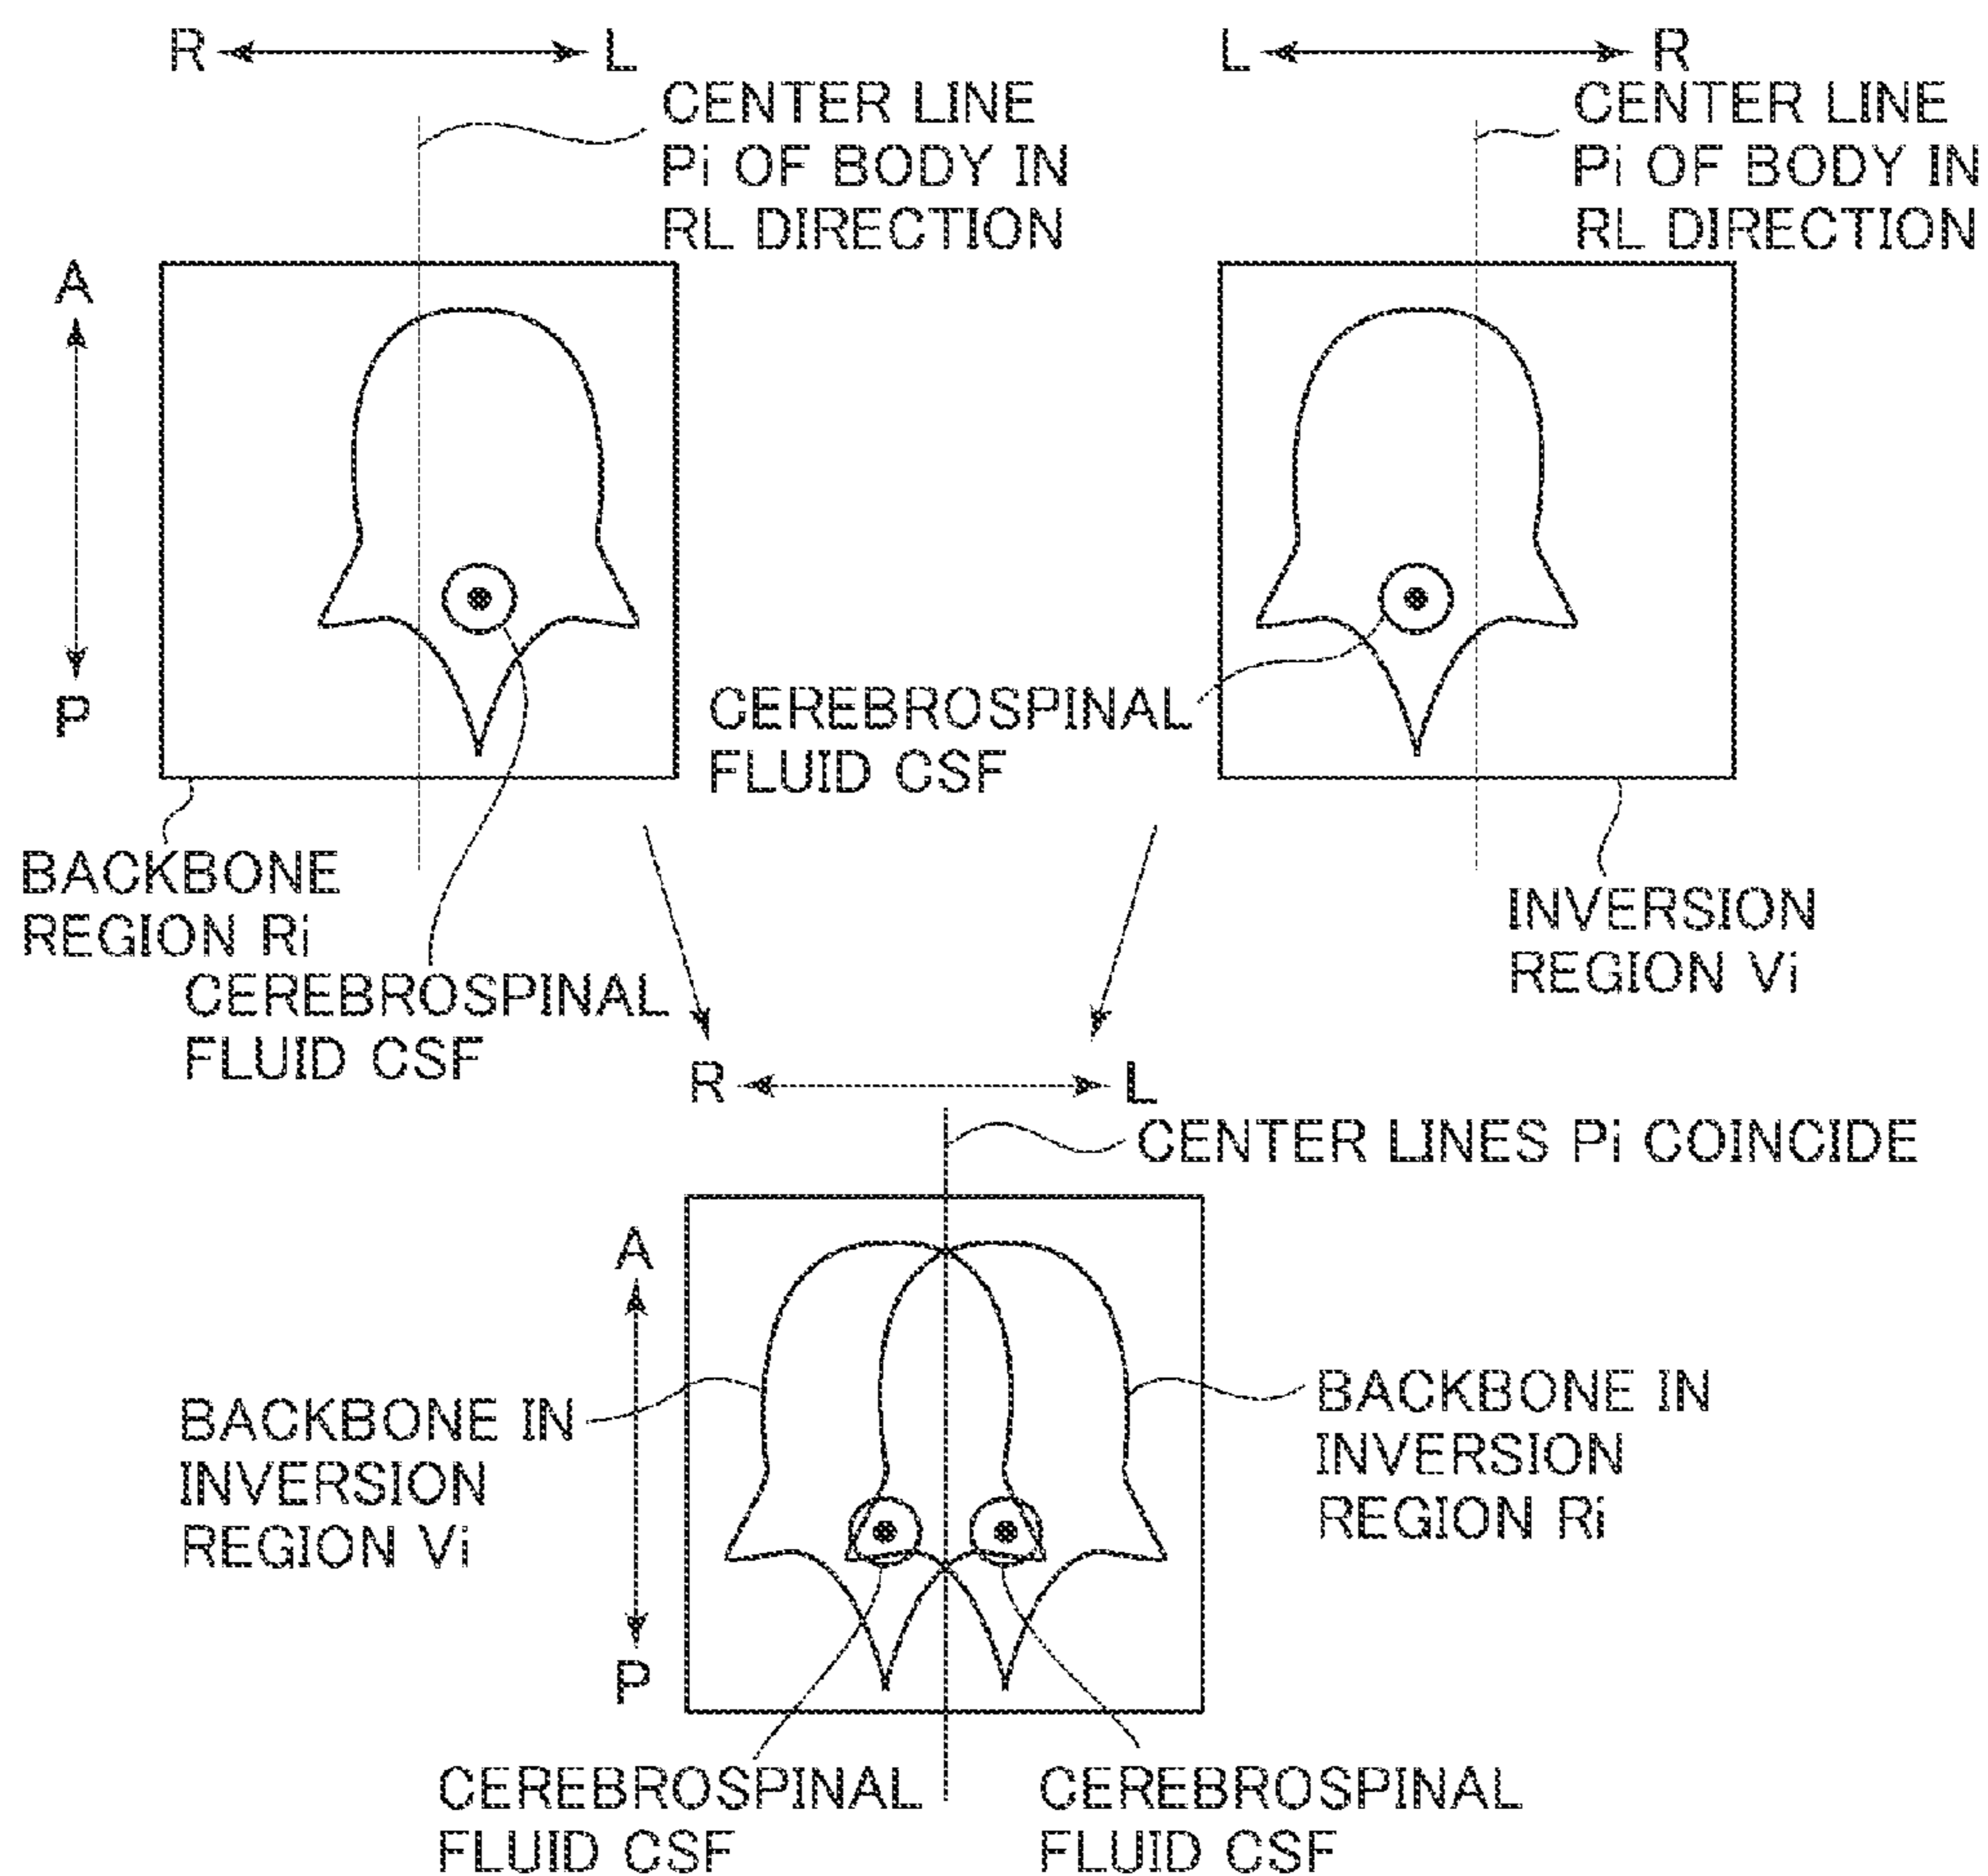 R L
CENTER LINE
Pi OF BODY IN
RL DIRECTION
L R
CENTER LINE
Pi OF BODY IN
RL DIRECTION
A
P
CEREBROSPINAL
FLUID CSF
BACKBONE
REGION Ri
CEREBROSPINAL
FLUID CSF
INVERSION
REGION Vi
R L
CENTER LINES Pi COINCIDE
A
P
BACKBONE IN
INVERSION
REGION Vi
BACKBONE IN
INVERSION
REGION Ri
CEREBROSPINAL
FLUID CSF
CEREBROSPINAL
FLUID CSF